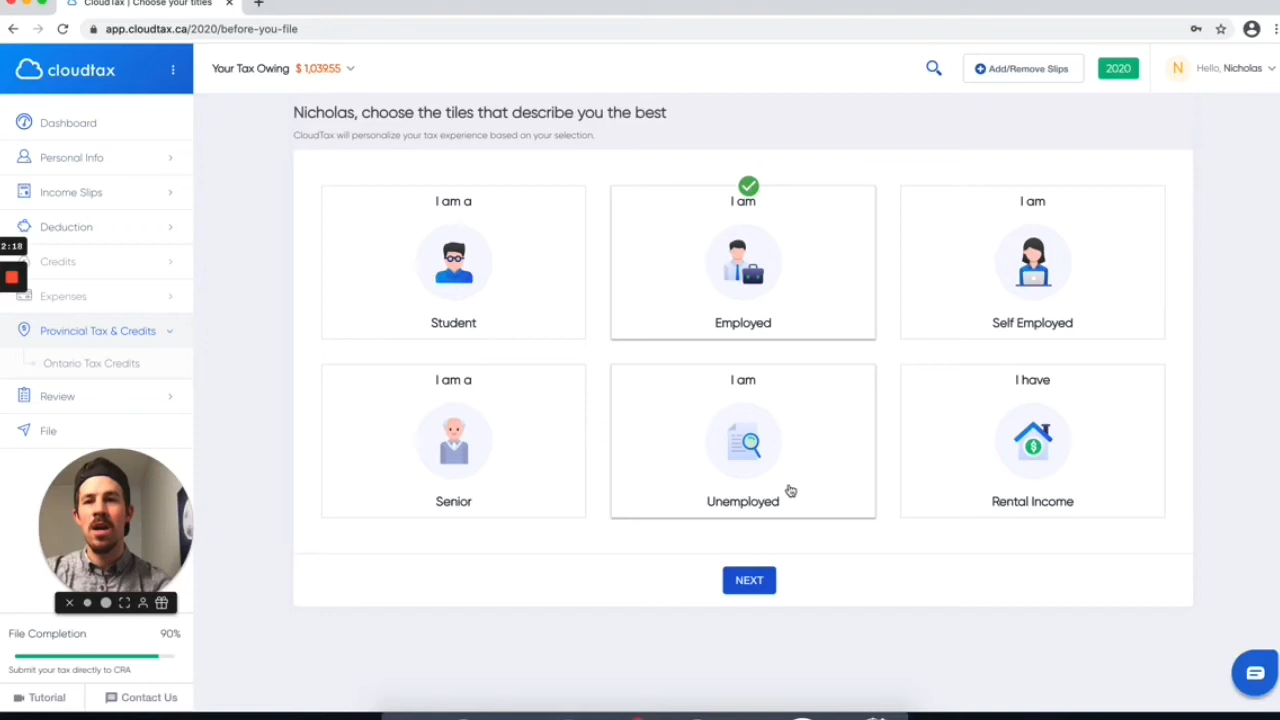 CloudTax | Choose your titles
app.cloudtax.ca/2020/before-you-file
cloudtax
Your Tax Owing $ 1,039.55
Add/Remove Slips
2020
N
Hello, Nicholas
Dashboard
Personal Info
Income Slips
Deduction
2:18
Credits
Expenses
Provincial Tax & Credits
Ontario Tax Credits
Review
File
File Completion 90%
Submit your tax directly to CRA
Tutorial
Contact Us
Nicholas, choose the tiles that describe you the best
CloudTax will personalize your tax experience based on your selection.
I am a
Student
I am
Employed
I am
Self Employed
I am a
Senior
I am
Unemployed
I have
Rental Income
NEXT